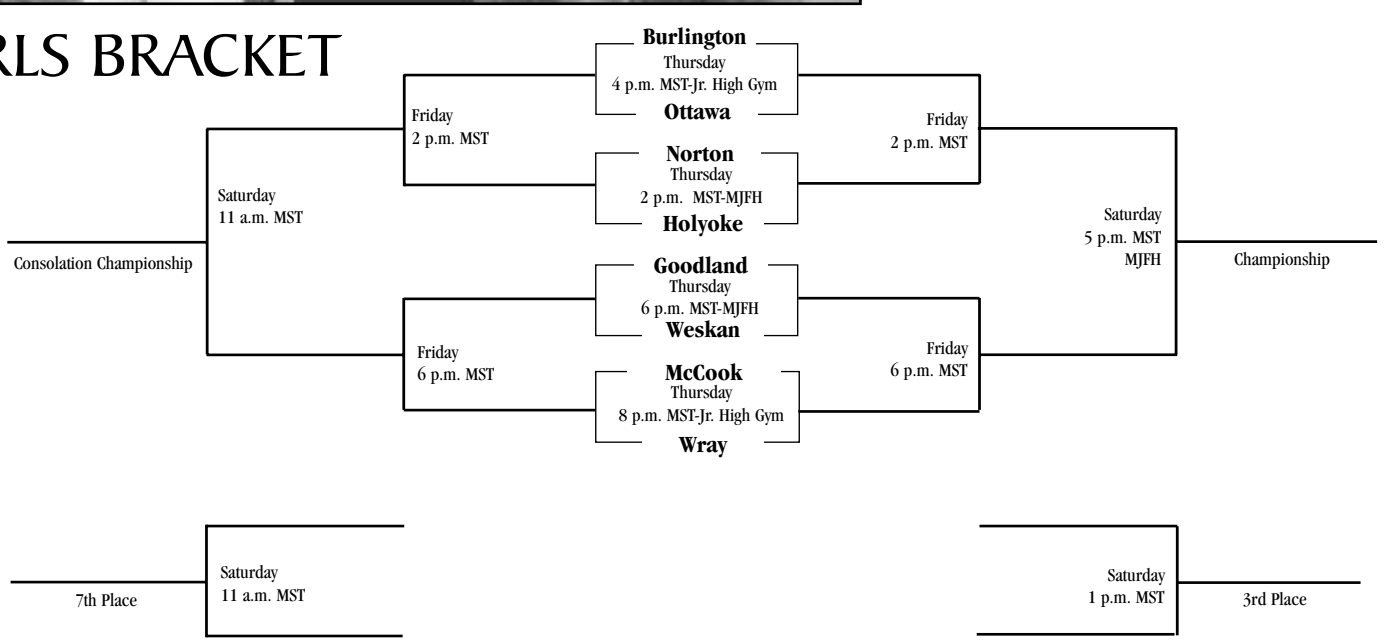 RLS BRACKET
Burlington
Thursday
4 p.m. MST-Jr. High Gym
Ottawa
Friday
2 p.m. MST
Friday
2 p.m. MST
Norton
Thursday
2 p.m. MST-MJFH
Holyoke
Saturday
11 a.m. MST
Saturday
5 p.m. MST
MJFH
Consolation Championship
Championship
Goodland
Thursday
6 p.m. MST-MJFH
Weskan
Friday
6 p.m. MST
Friday
6 p.m. MST
McCook
Thursday
8 p.m. MST-Jr. High Gym
Wray
Saturday
11 a.m. MST
7th Place
Saturday
1 p.m. MST
3rd Place